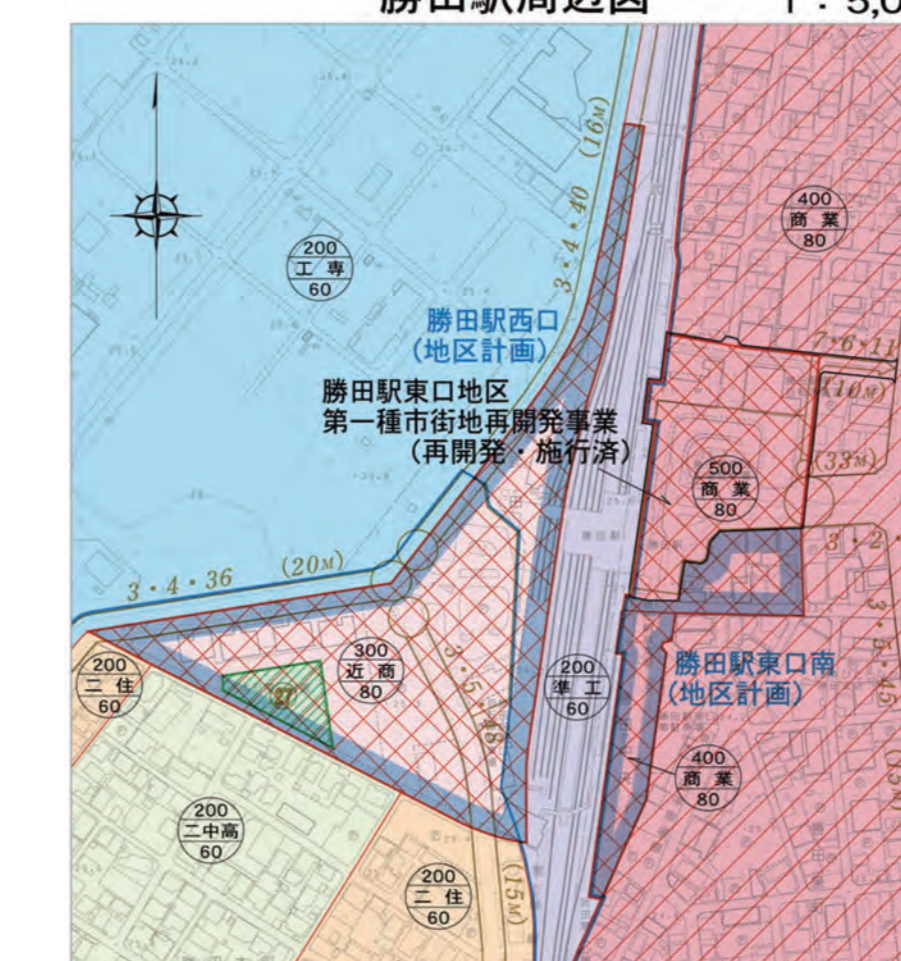 勝田駅周辺図 1:5,0
3・4・40 (16M)
400
商業
80
200
工専
60
勝田駅西口
(地区計画)
7・6・11
(10M)
勝田駅東口地区
第一種市街地再開発事業
(再開発・施行済)
(33M)
500
商業
80
3・2・
3・4・36 (20M)
3・5・45
(15M)
300
近商
80
3・5・48
(15M)
200
準工
60
勝田駅東口南
(地区計画)
200
二住
60
27
400
商業
80
200
二中高
60
200
二住
60